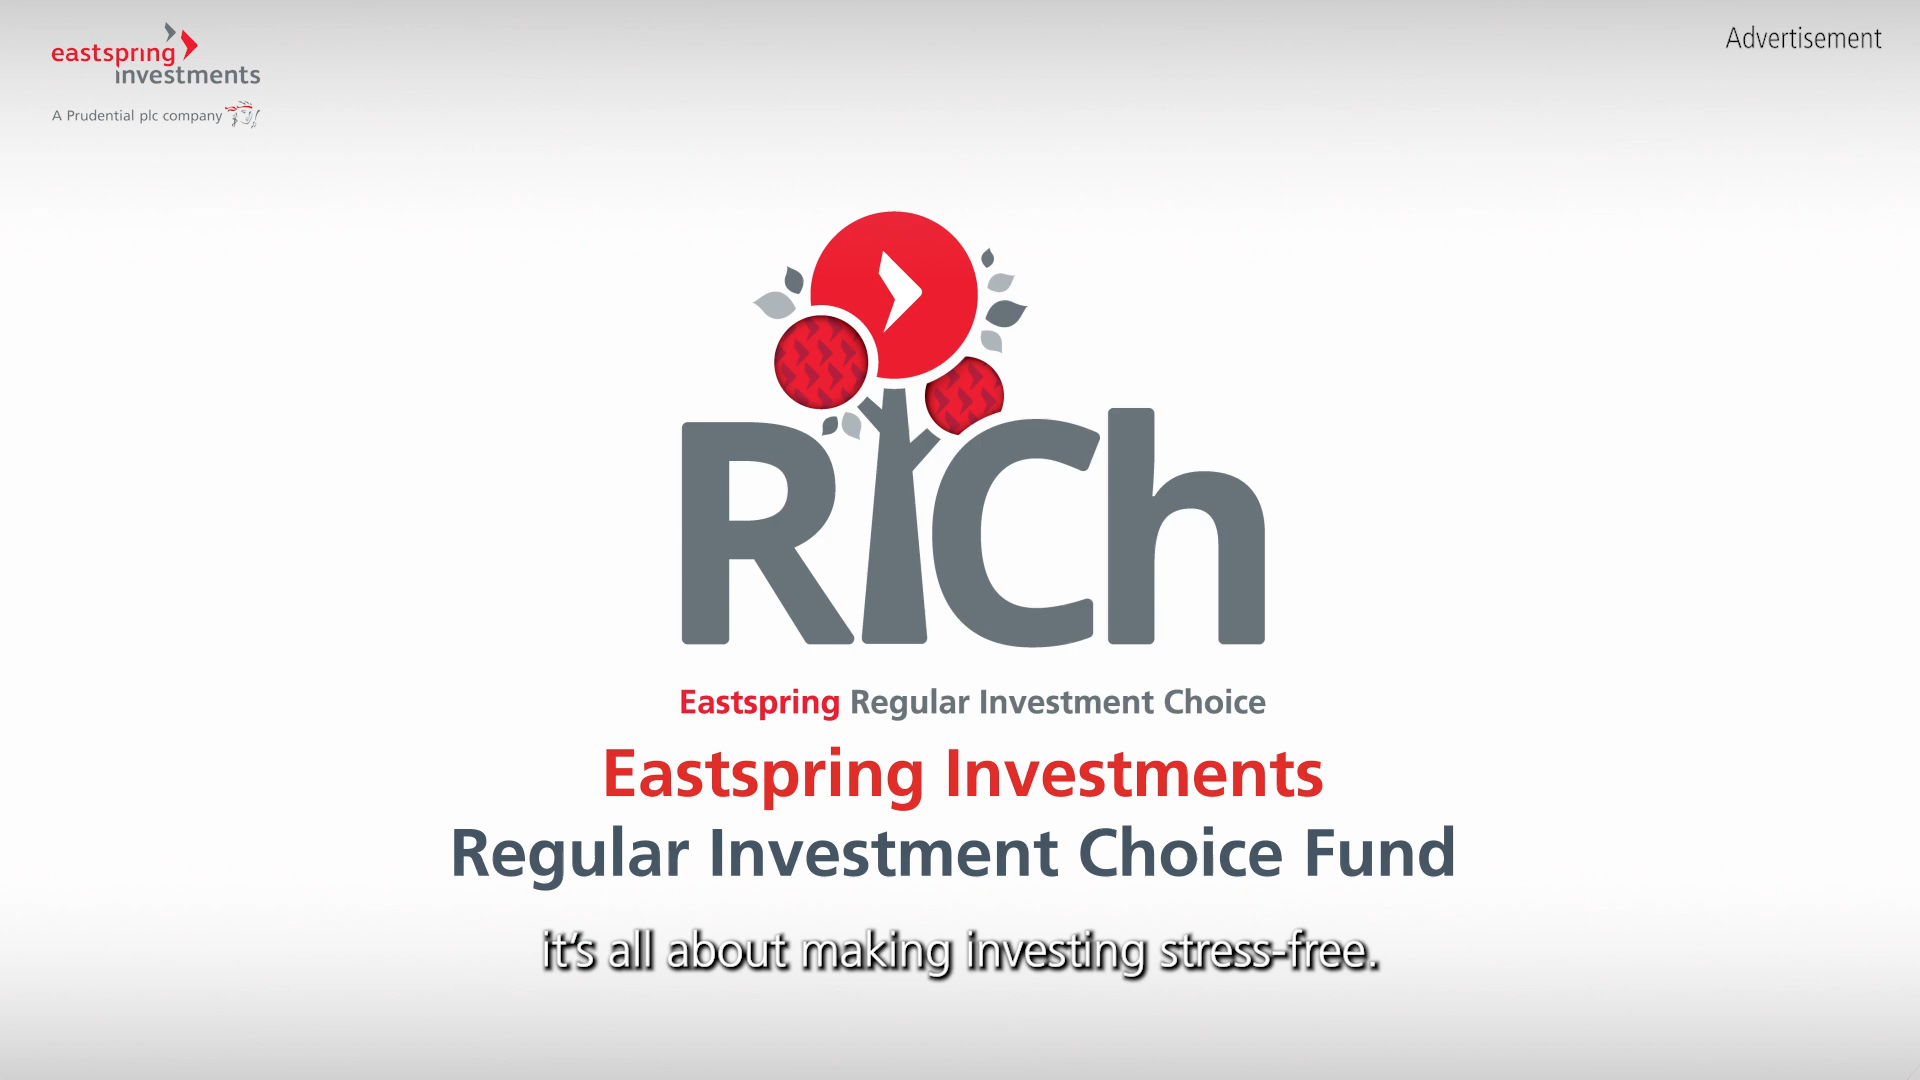 eastspring
investments
A Prudential plc company
Advertisement
RICh
Eastspring Regular Investment Choice
Eastspring Investments
Regular Investment Choice Fund
it's all about making investing stress-free.